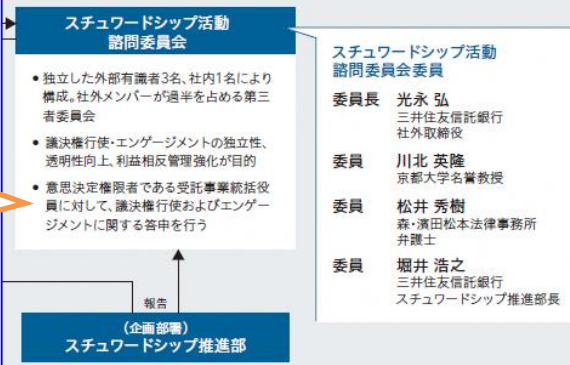 スチュワードシップ活動
諮問委員会
● 独立した外部有識者3名、社内1名により
構成。社外メンバーが過半を占める第三
者委員会
● 議決権行使・エンゲージメントの独立性、
透明性向上、利益相反管理強化が目的
● 意思決定権限者である受託事業統括役
員に対して、議決権行使およびエンゲー
ジメントに関する答申を行う
報告
(企画部署)
スチュワードシップ推進部
スチュワードシップ活動
諮問委員会委員
委員長 光永 弘
三井住友信託銀行
社外取締役
委員 川北 英隆
京都大学名誉教授
委員 松井 秀樹
森・濱田松本法律事務所
弁護士
委員 堀井 浩之
三井住友信託銀行
スチュワードシップ推進部長